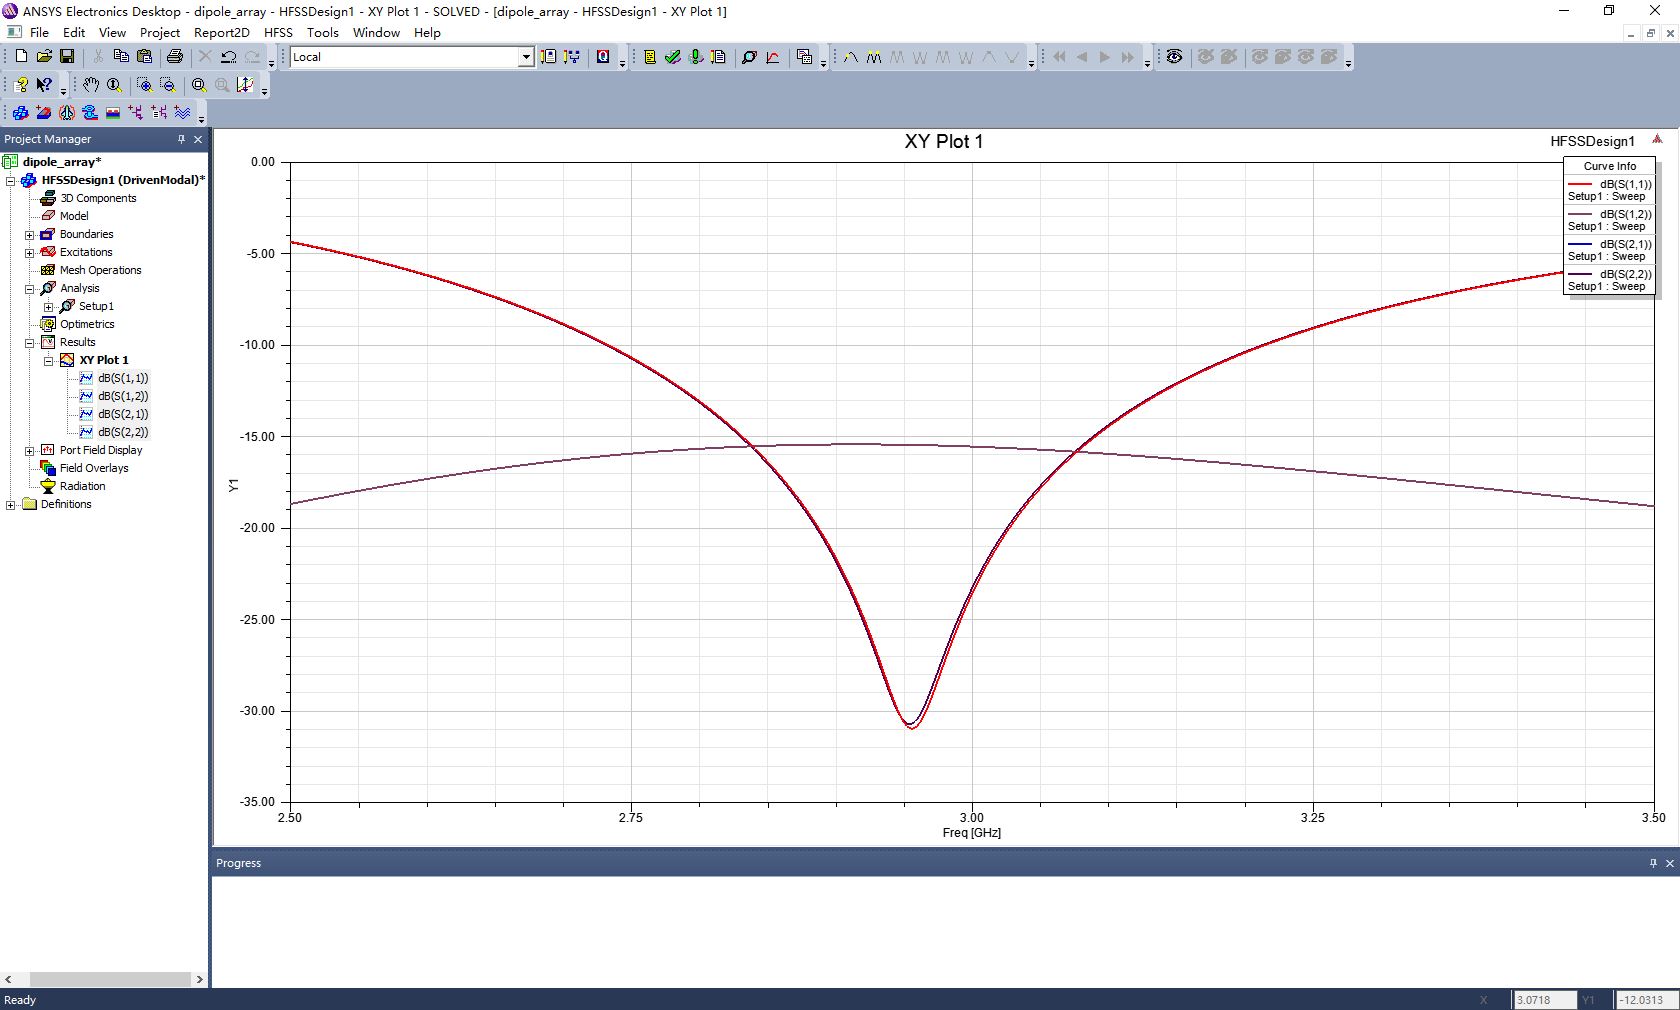 ANSYS Electronics Desktop - dipole_array - HFSSDesign1 - XY Plot 1 - SOLVED - [dipole_array - HFSSDesign1 - XY Plot 1]
File Edit View Project Report2D HFSS Tools Window Help
Local
Project Manager
dipole_array*
HFSSDesign1 (DrivenModal)*
3D Components
Model
Boundaries
Excitations
Mesh Operations
Analysis
Setup1
Optimetrics
Results
XY Plot 1
dB(S(1,1))
dB(S(1,2))
dB(S(2,1))
dB(S(2,2))
Port Field Display
Field Overlays
Radiation
Definitions
XY Plot 1
HFSSDesign1
Curve Info
dB(S(1,1))
Setup1 : Sweep
dB(S(1,2))
Setup1 : Sweep
dB(S(2,1))
Setup1 : Sweep
dB(S(2,2))
Setup1 : Sweep
0.00
-5.00
-10.00
-15.00
-20.00
-25.00
-30.00
-35.00
Y1
2.50 2.75 3.00 3.25 3.50
Freq [GHz]
Progress
Ready
X 3.0718 Y1 -12.0313